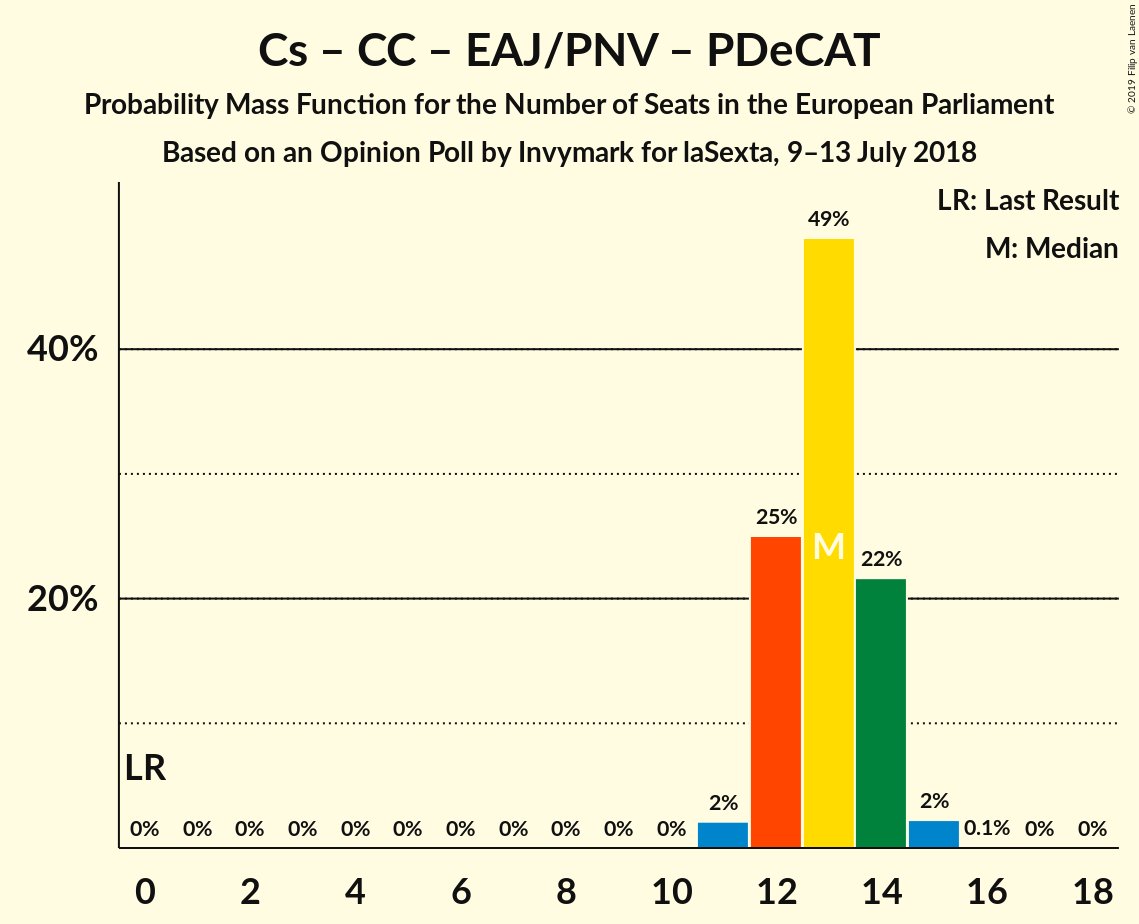 Cs – CC – EAJ/PNV – PDeCAT
Probability Mass Function for the Number of Seats in the European Parliament
Based on an Opinion Poll by Invymark for laSexta, 9–13 July 2018
© 2019 Filip van Laenen
LR: Last Result
M: Median
49%
40%
25%
M
22%
20%
LR
0% 0% 0% 0% 0% 0% 0% 0% 0% 0% 0% 2% 2% 0.1% 0% 0%
0 2 4 6 8 10 12 14 16 18